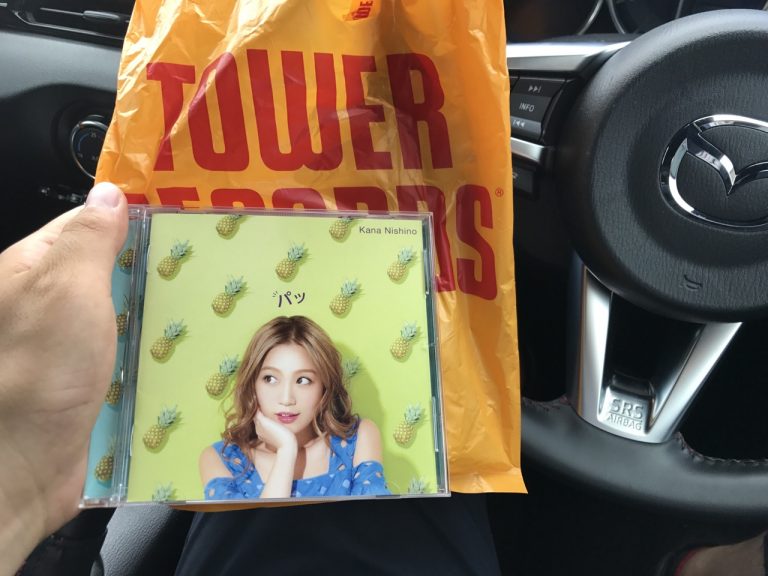 TOWER
RECORDS®
Kana Nishino
パッ
INFO
SRS
AIRBAG